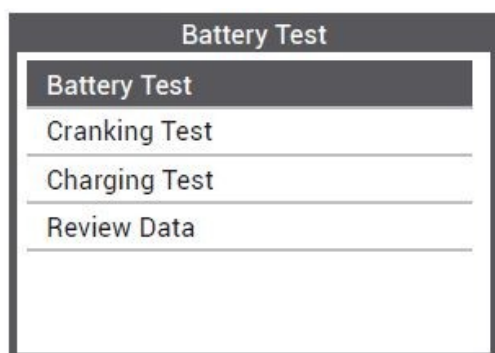 Battery Test
Battery Test
Cranking Test
Charging Test
Review Data